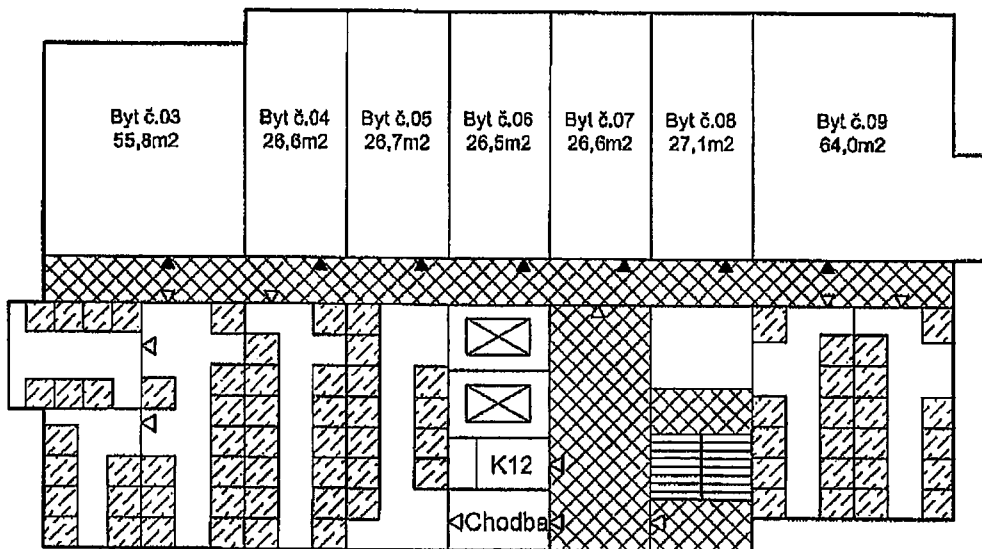 Byt č.03
55,8m2
Byt č.04
26,6m2
Byt č.05
26,7m2
Byt č.06
26,5m2
Byt č.07
26,6m2
Byt č.08
27,1m2
Byt č.09
64,0m2
K12
Chodba